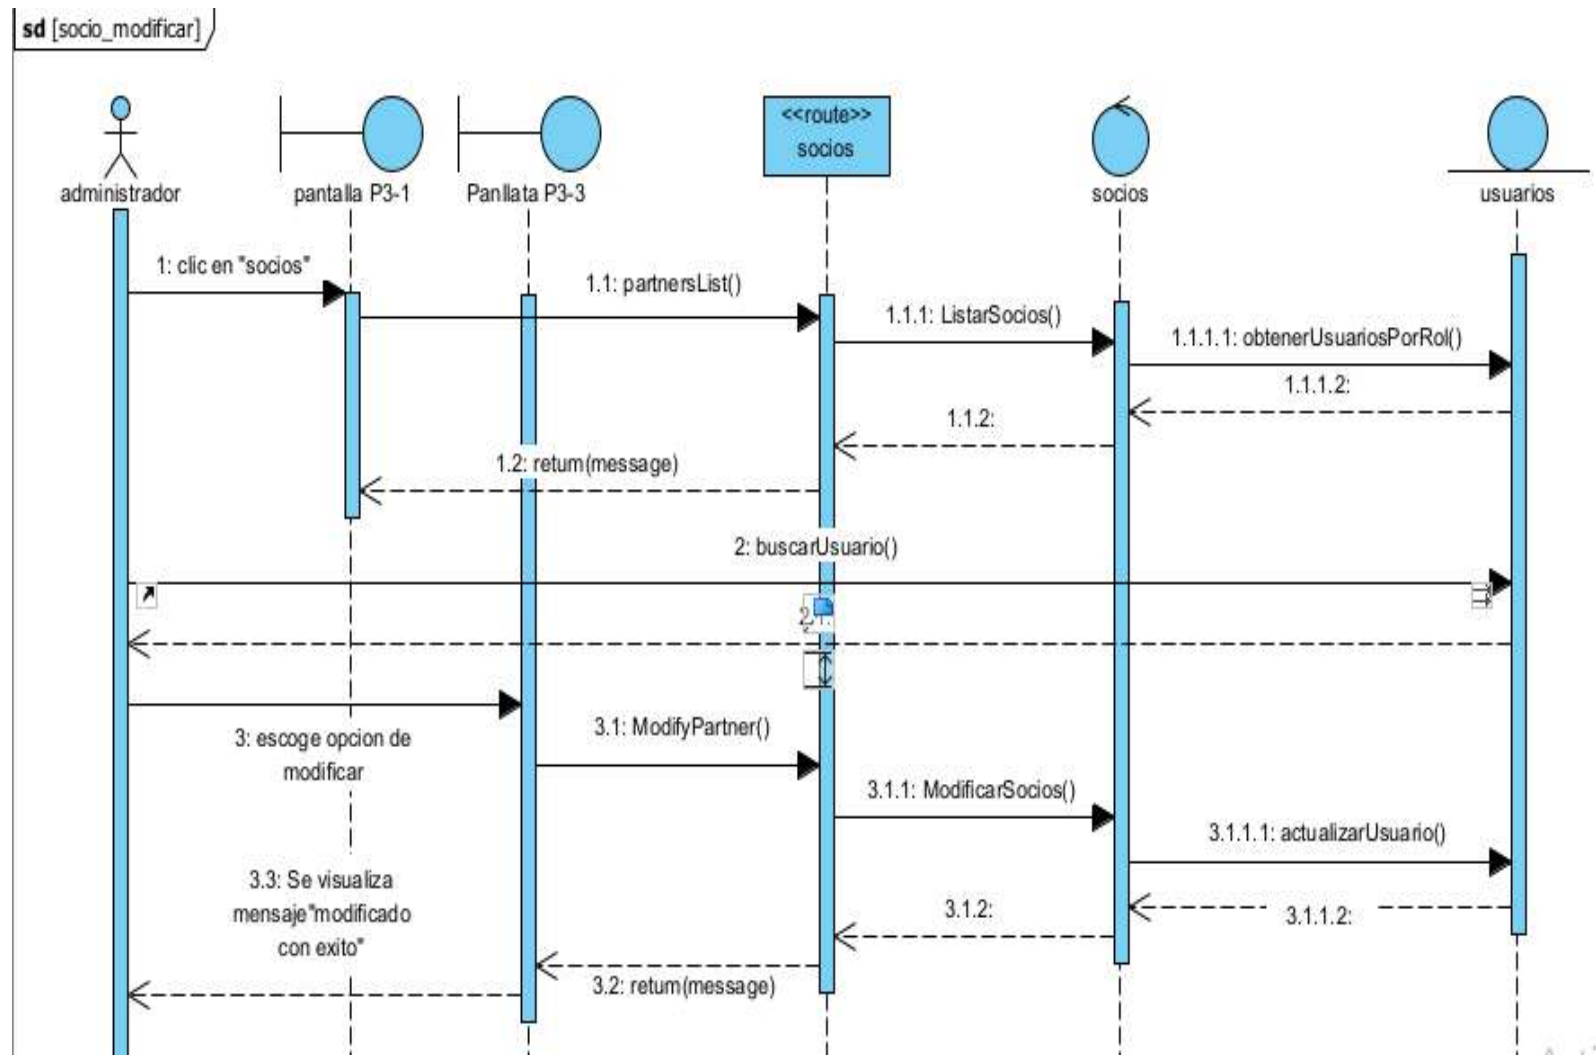 sd [socio_modificar]
<<route>>
socios
administrador
pantalla P3-1
Panllata P3-3
socios
usuarios
1: clic en "socios"
1.1: partnersList()
1.1.1: ListarSocios()
1.1.1.1: obtenerUsuariosPorRol()
1.1.1.2:
1.1.2:
1.2: return(message)
2: buscarUsuario()
3: escoge opcion de
modificar
3.1: ModifyPartner()
3.1.1: ModificarSocios()
3.1.1.1: actualizarUsuario()
3.1.1.2:
3.1.2:
3.2: return(message)
3.3: Se visualiza
mensaje"modificado
con exito"